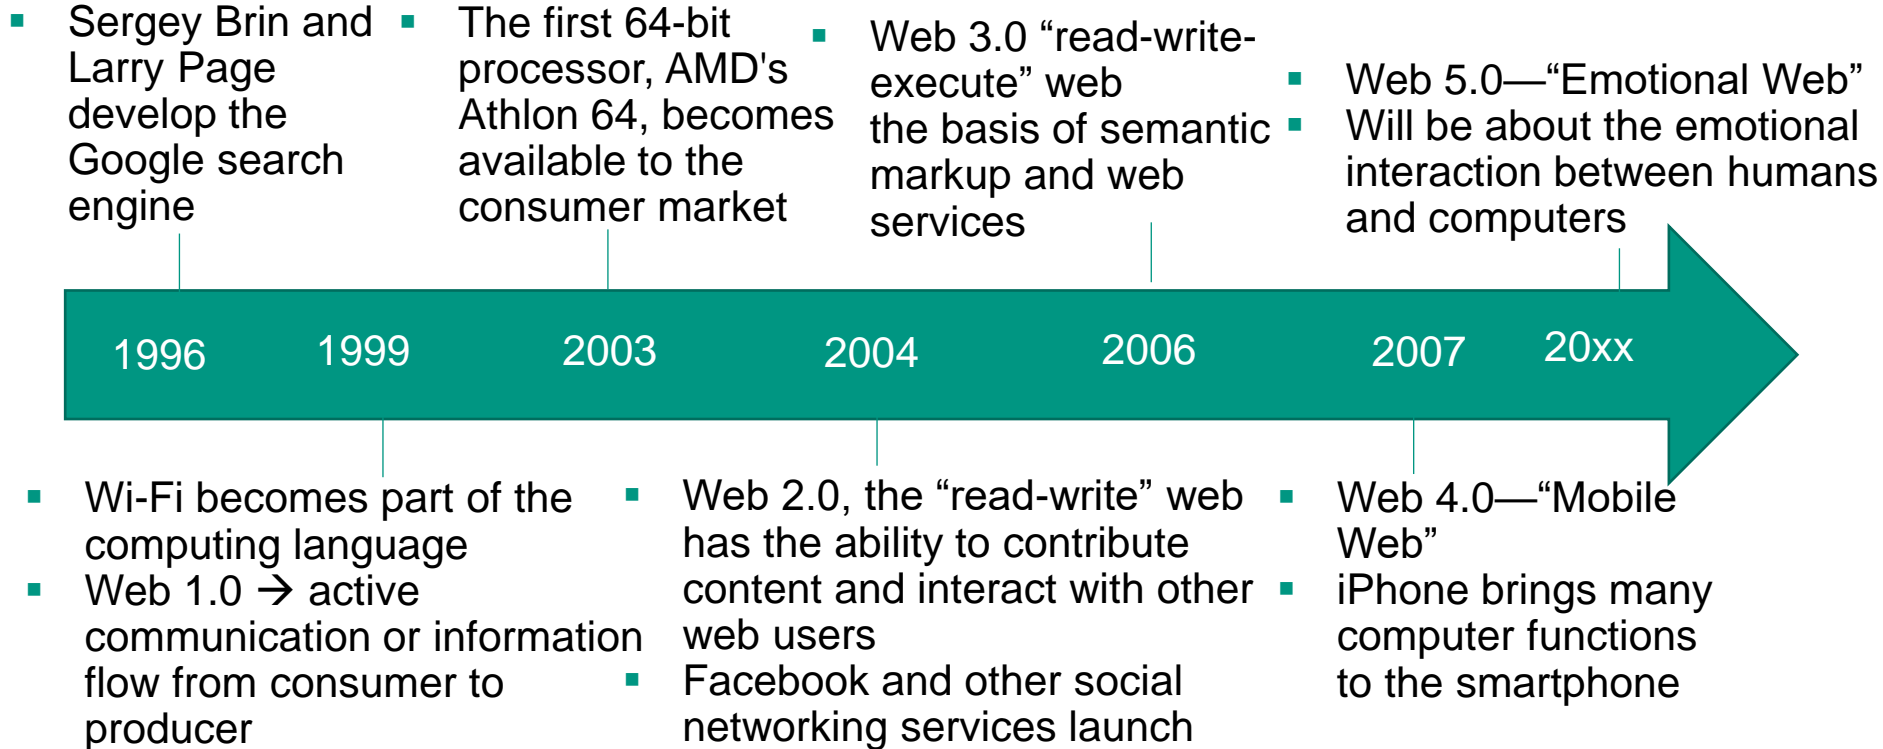 ▪ Sergey Brin and
Larry Page
develop the
Google search
engine
▪ The first 64-bit
processor, AMD's
Athlon 64, becomes
available to the
consumer market
▪ Web 3.0 “read-write-
execute” web
the basis of semantic
markup and web
services
▪ Web 5.0—“Emotional Web”
▪ Will be about the emotional
interaction between humans
and computers
1996 1999 2003 2004 2006 2007 20xx
▪ Wi-Fi becomes part of the
computing language
▪ Web 1.0 → active
communication or information
flow from consumer to
producer
▪ Web 2.0, the “read-write” web
has the ability to contribute
content and interact with other
web users
▪ Facebook and other social
networking services launch
▪ Web 4.0—“Mobile
Web”
▪ iPhone brings many
computer functions
to the smartphone